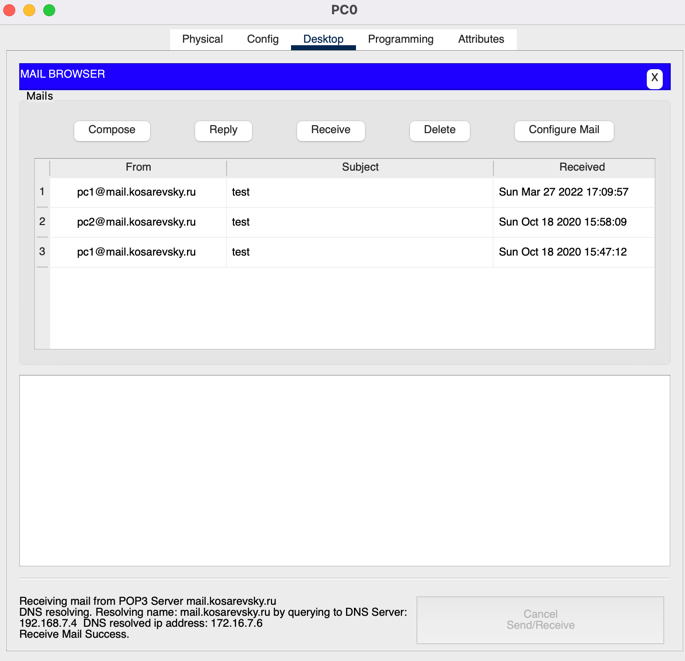 PC0
Physical Config Desktop Programming Attributes
MAIL BROWSER X
Mails
Compose Reply Receive Delete Configure Mail
From Subject Received
1 pc1@mail.kosarevsky.ru test Sun Mar 27 2022 17:09:57
2 pc2@mail.kosarevsky.ru test Sun Oct 18 2020 15:58:09
3 pc1@mail.kosarevsky.ru test Sun Oct 18 2020 15:47:12
Receiving mail from POP3 Server mail.kosarevsky.ru
DNS resolving. Resolving name: mail.kosarevsky.ru by querying to DNS Server:
192.168.7.4  DNS resolved ip address: 172.16.7.6
Receive Mail Success.
Cancel
Send/Receive